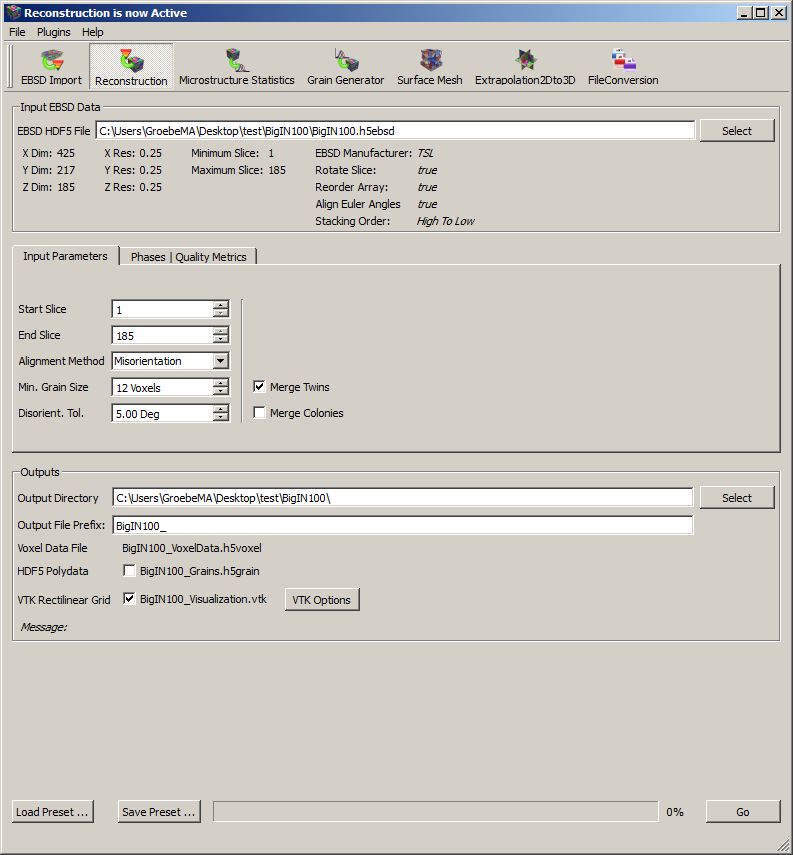 Reconstruction is now Active
File Plugins Help
EBSD Import Reconstruction Microstructure Statistics Grain Generator Surface Mesh Extrapolation2Dto3D FileConversion
Input EBSD Data
EBSD HDF5 File C:\Users\GroebeMA\Desktop\test\BigIN100\BigIN100.h5ebsd Select
X Dim: 425 X Res: 0.25 Minimum Slice: 1 EBSD Manufacturer: TSL
Y Dim: 217 Y Res: 0.25 Maximum Slice: 185 Rotate Slice: true
Z Dim: 185 Z Res: 0.25 Reorder Array: true
Align Euler Angles true
Stacking Order: High To Low
Input Parameters Phases | Quality Metrics
Start Slice 1
End Slice 185
Alignment Method Misorientation
Min. Grain Size 12 Voxels Merge Twins
Disorient. Tol. 5.00 Deg Merge Colonies
Outputs
Output Directory C:\Users\GroebeMA\Desktop\test\BigIN100\ Select
Output File Prefix: BigIN100_
Voxel Data File BigIN100_VoxelData.h5voxel
HDF5 Polydata BigIN100_Grains.h5grain
VTK Rectilinear Grid BigIN100_Visualization.vtk VTK Options
Message:
Load Preset ... Save Preset ... 0% Go